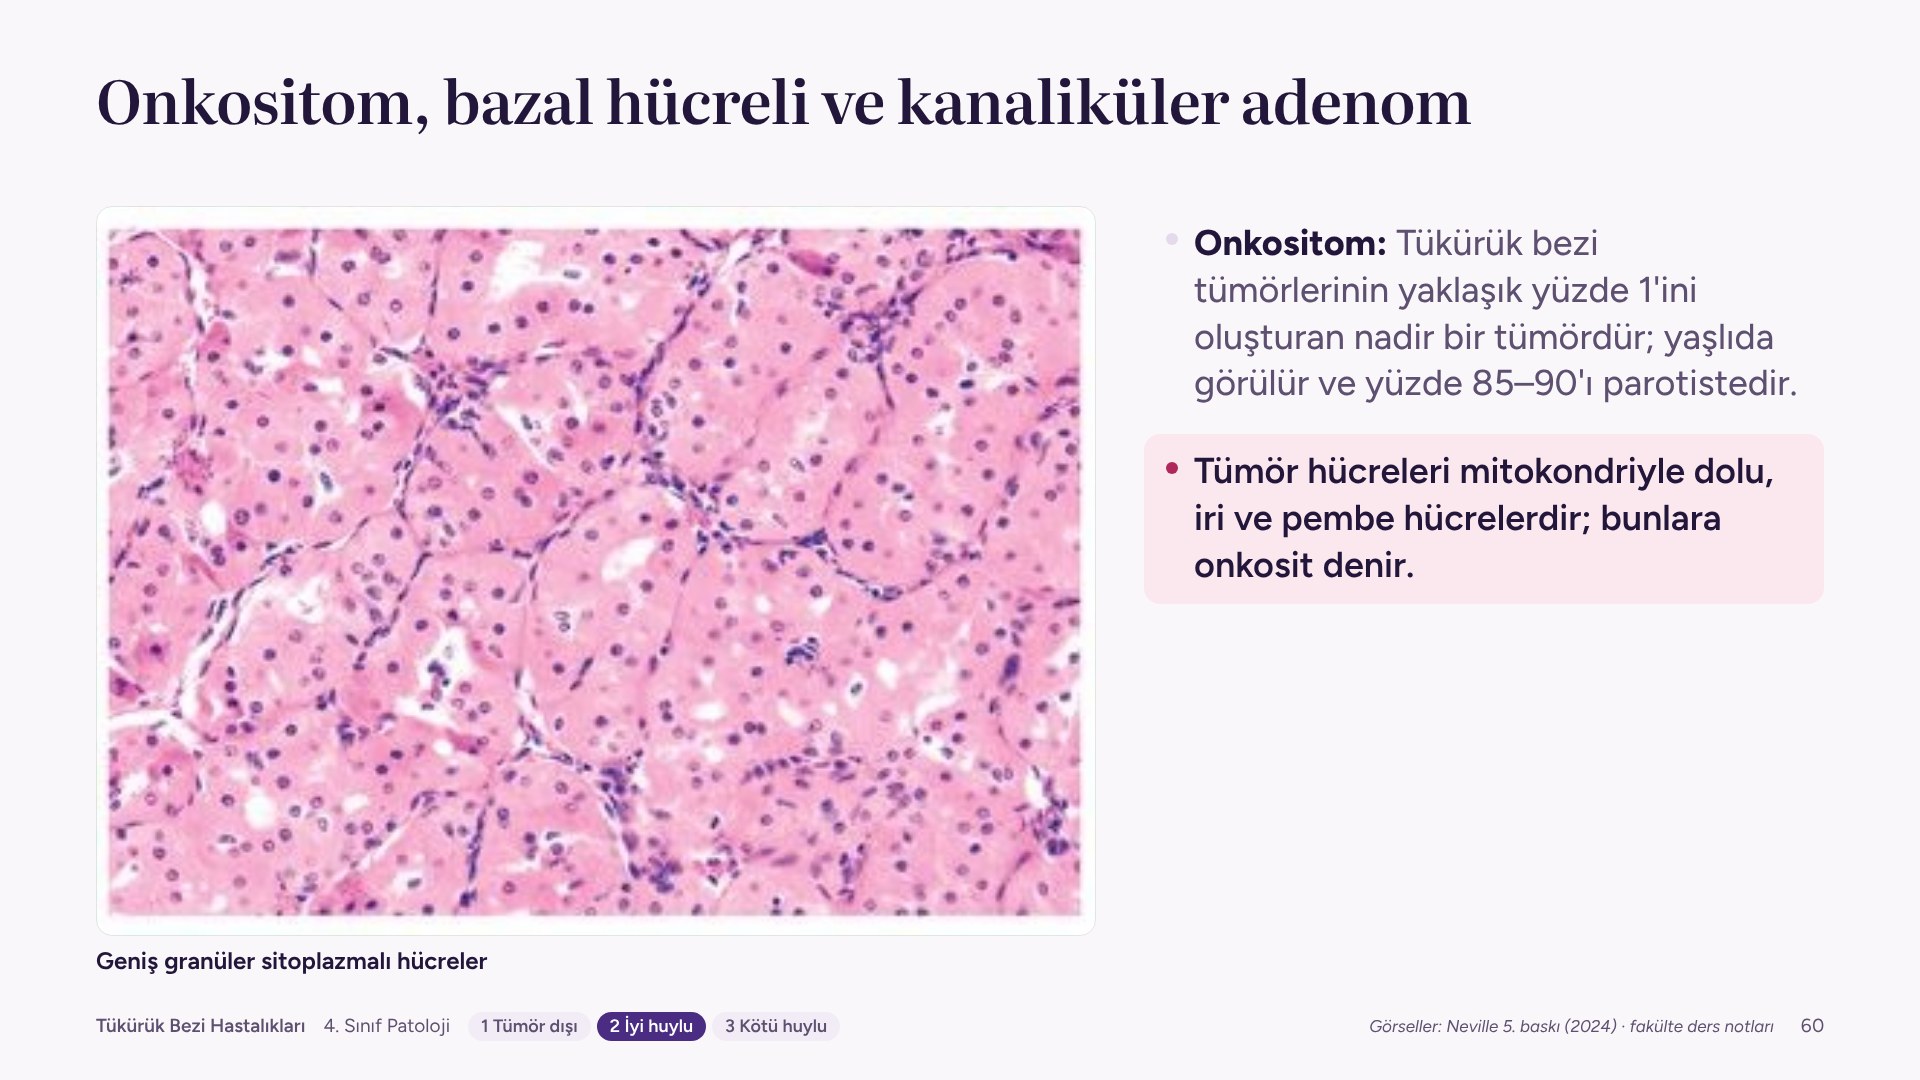 Onkositom, bazal hücreli ve kanaliküler adenom
Onkositom: Tükürük bezi
tümörlerinin yaklaşık yüzde 1'ini
oluşturan nadir bir tümördür; yaşlıda
görülür ve yüzde 85–90'ı parotistedir.
Tümör hücreleri mitokondriyle dolu,
iri ve pembe hücrelerdir; bunlara
onkosit denir.
Geniş granüler sitoplazmalı hücreler
Tükürük Bezi Hastalıkları 4. Sınıf Patoloji 1 Tümör dışı 2 İyi huylu 3 Kötü huylu
Görseller: Neville 5. baskı (2024) · fakülte ders notları 60